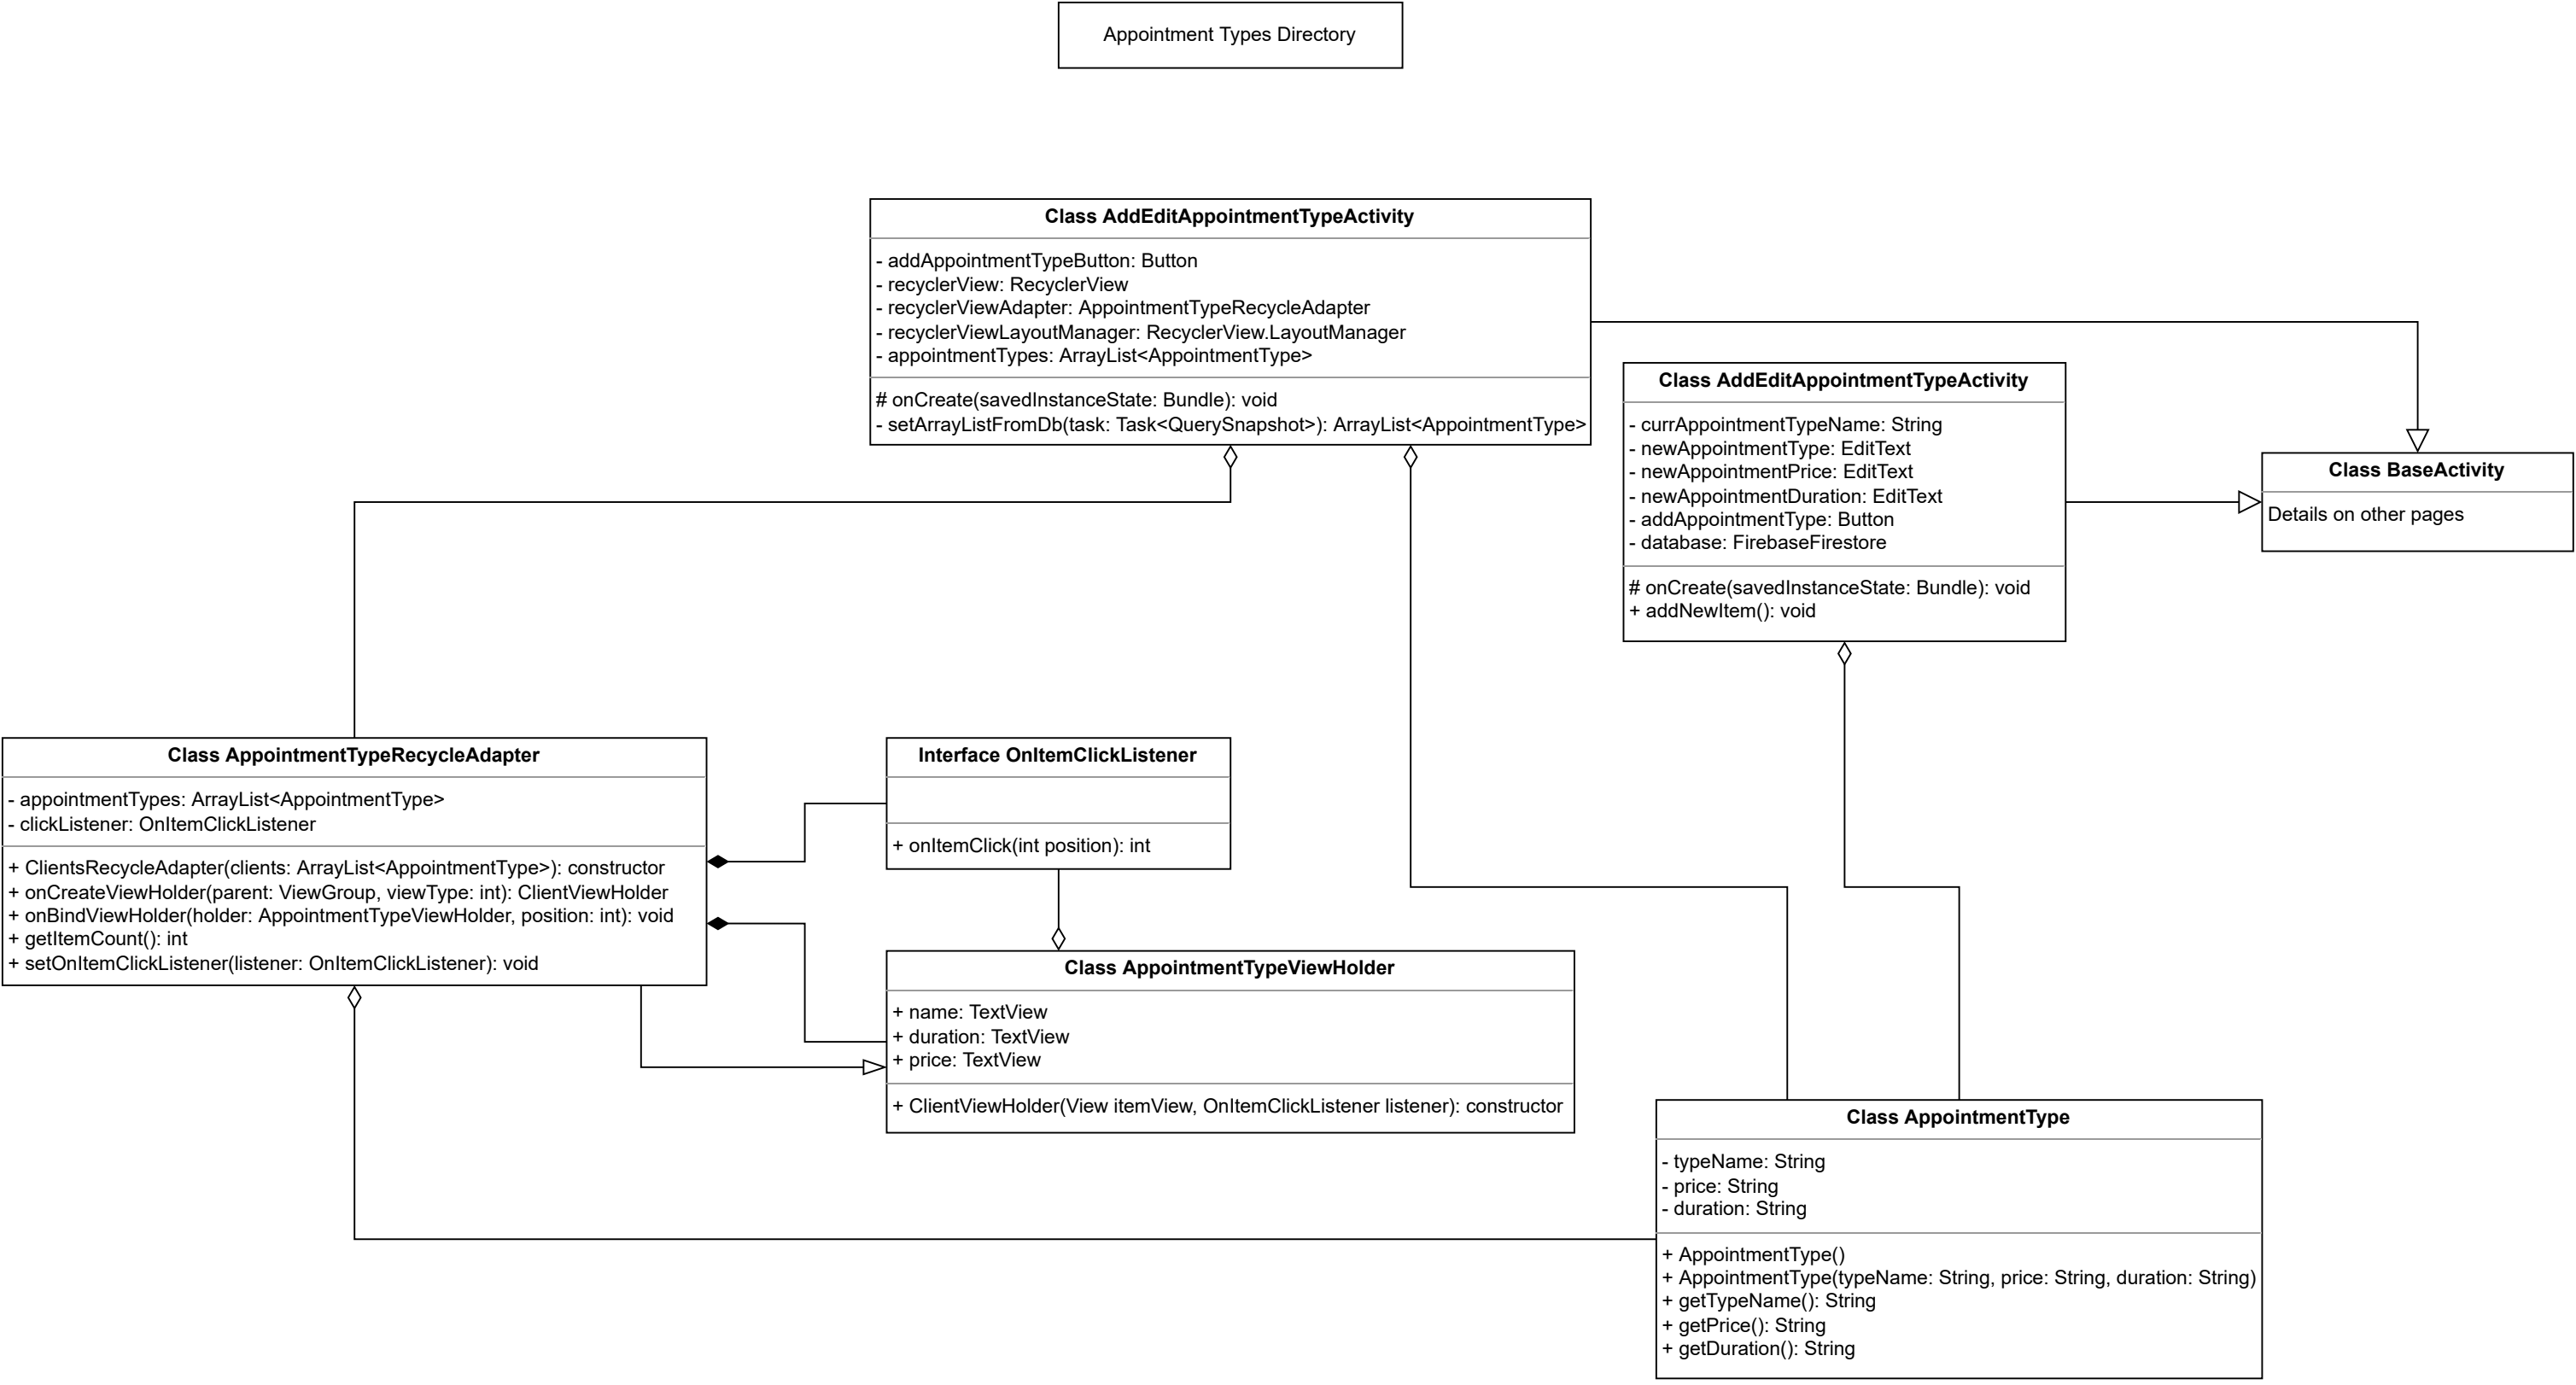 Appointment Types Directory
Class AddEditAppointmentTypeActivity
- addAppointmentTypeButton: Button
- recyclerView: RecyclerView
- recyclerViewAdapter: AppointmentTypeRecycleAdapter
- recyclerViewLayoutManager: RecyclerView.LayoutManager
- appointmentTypes: ArrayList<AppointmentType>
# onCreate(savedInstanceState: Bundle): void
- setArrayListFromDb(task: Task<QuerySnapshot>): ArrayList<AppointmentType>
Class AddEditAppointmentTypeActivity
- currAppointmentTypeName: String
- newAppointmentType: EditText
- newAppointmentPrice: EditText
- newAppointmentDuration: EditText
- addAppointmentType: Button
- database: FirebaseFirestore
# onCreate(savedInstanceState: Bundle): void
+ addNewItem(): void
Class BaseActivity
Details on other pages
Class AppointmentTypeRecycleAdapter
- appointmentTypes: ArrayList<AppointmentType>
- clickListener: OnItemClickListener
+ ClientsRecycleAdapter(clients: ArrayList<AppointmentType>): constructor
+ onCreateViewHolder(parent: ViewGroup, viewType: int): ClientViewHolder
+ onBindViewHolder(holder: AppointmentTypeViewHolder, position: int): void
+ getItemCount(): int
+ setOnItemClickListener(listener: OnItemClickListener): void
Interface OnItemClickListener
+ onItemClick(int position): int
Class AppointmentTypeViewHolder
+ name: TextView
+ duration: TextView
+ price: TextView
+ ClientViewHolder(View itemView, OnItemClickListener listener): constructor
Class AppointmentType
- typeName: String
- price: String
- duration: String
+ AppointmentType()
+ AppointmentType(typeName: String, price: String, duration: String)
+ getTypeName(): String
+ getPrice(): String
+ getDuration(): String